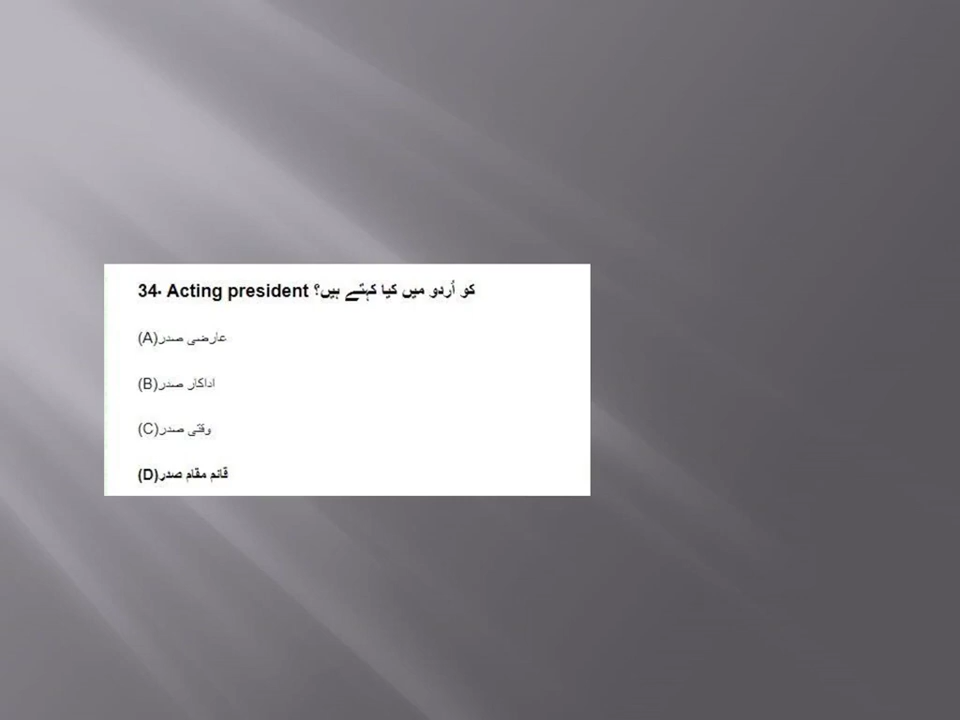 34- Acting president کو اُردو میں کیا کہتے ہیں؟
(A)عارضی صدر
(B)اداکار صدر
(C)وقتی صدر
(D)قائم مقام صدر